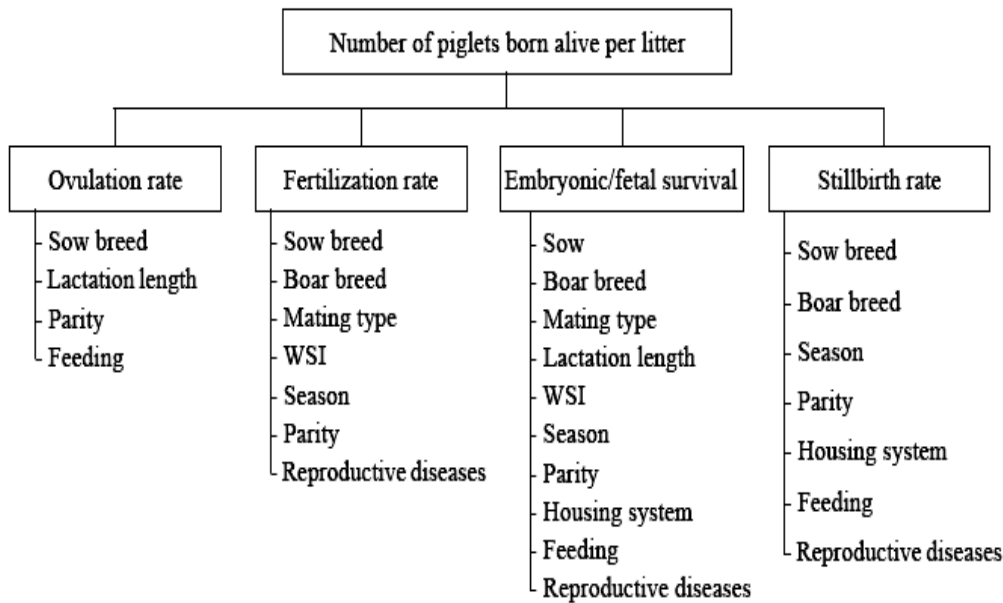 Number of piglets born alive per litter
Ovulation rate
- Sow breed
- Lactation length
- Parity
- Feeding
Fertilization rate
- Sow breed
- Boar breed
- Mating type
- WSI
- Season
- Parity
- Reproductive diseases
Embryonic/fetal survival
- Sow
- Boar breed
- Mating type
- Lactation length
- WSI
- Season
- Parity
- Housing system
- Feeding
- Reproductive diseases
Stillbirth rate
- Sow breed
- Boar breed
- Season
- Parity
- Housing system
- Feeding
- Reproductive diseases